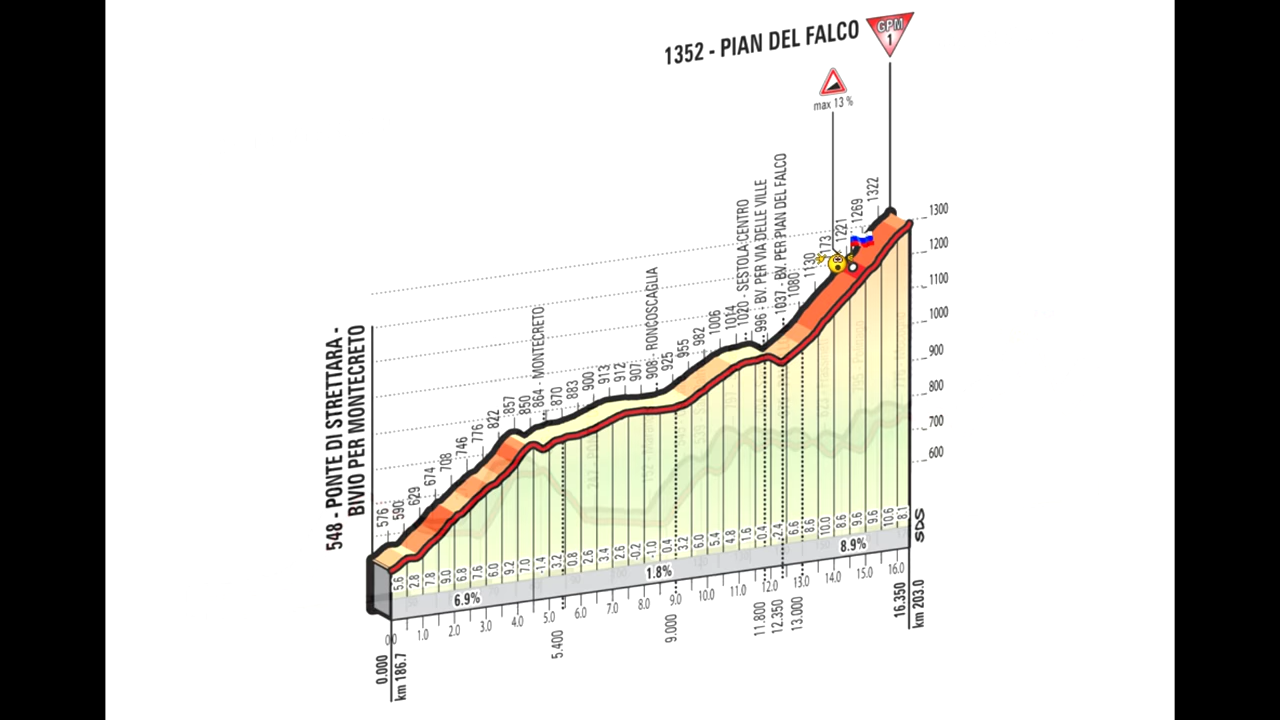 1352 - PIAN DEL FALCO
GPM
1
max 13 %
548 - PONTE DI STRETTARA -
BIVIO PER MONTECRETO
576
590
629
674
708
746
776
822
857
850
864 - MONTECRETO
870
883
900
913
912
907
908 - RONCOSCAGLIA
925
955
982
1006
1014
1020 - SESTOLA CENTRO
996 - BV. PER VIA DELLE VILLE
1037 - BV. PER PIAN DEL FALCO
1080
1130
173
1221
1269
1322
1300
1200
1100
1000
900
800
700
600
5.6 2.8 7.8 9.0 6.8 7.6 6.0 9.2 7.0 -1.4 3.2 0.8 2.6 3.4 2.6 -0.2 -1.0 0.4 3.2 6.0 5.4 4.8 1.6 -0.4 2.4 6.6 8.6 10.0 8.6 9.6 9.6 10.6 8.1
6.9% 1.8% 8.9%
SDS
0.0 1.0 2.0 3.0 4.0 5.0 6.0 7.0 8.0 9.0 10.0 11.0 12.0 13.0 14.0 15.0 16.0
0.000
km 186.7
5.400
9.000
11.800
12.350
13.000
16.350
km 203.0